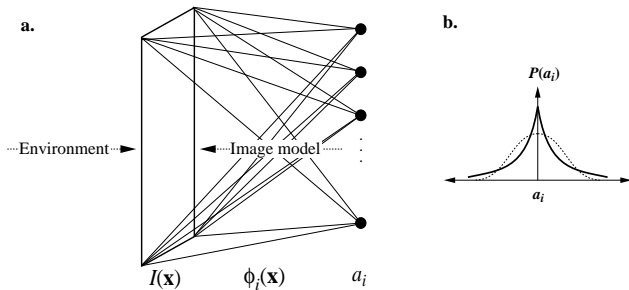 a.
Environment
Image model
I(x)
ϕi(x)
ai
b.
P(ai)
ai